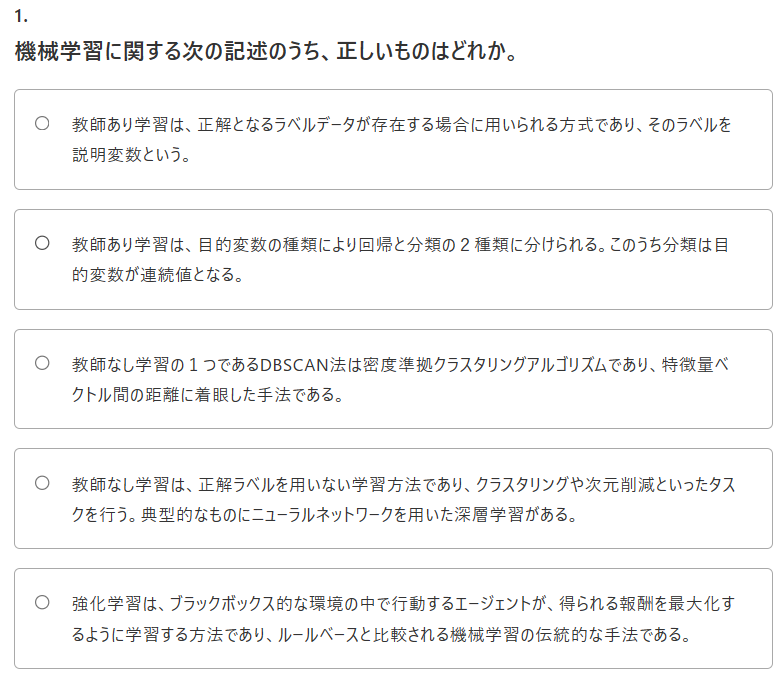 1.
機械学習に関する次の記述のうち、正しいものはどれか。
教師あり学習は、正解となるラベルデータが存在する場合に用いられる方式であり、そのラベルを
説明変数という。
教師あり学習は、目的変数の種類により回帰と分類の２種類に分けられる。このうち分類は目
的変数が連続値となる。
教師なし学習の１つであるDBSCAN法は密度準拠クラスタリングアルゴリズムであり、特徴量ベ
クトル間の距離に着眼した手法である。
教師なし学習は、正解ラベルを用いない学習方法であり、クラスタリングや次元削減といったタス
クを行う。典型的なものにニューラルネットワークを用いた深層学習がある。
強化学習は、ブラックボックス的な環境の中で行動するエージェントが、得られる報酬を最大化す
るように学習する方法であり、ルールベースと比較される機械学習の伝統的な手法である。